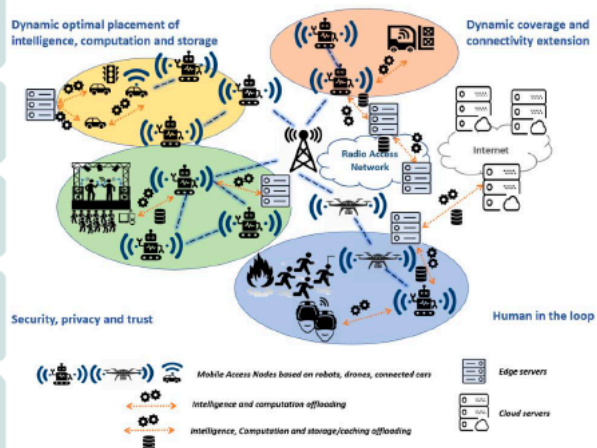 Dynamic optimal placement of
intelligence, computation and storage
Dynamic coverage and
connectivity extension
Radio Access
Network
Internet
Security, privacy and trust
Human in the loop
Mobile Access Nodes based on robots, drones, connected cars
Intelligence and computation offloading
Intelligence, Computation and storage/caching offloading
Edge servers
Cloud servers